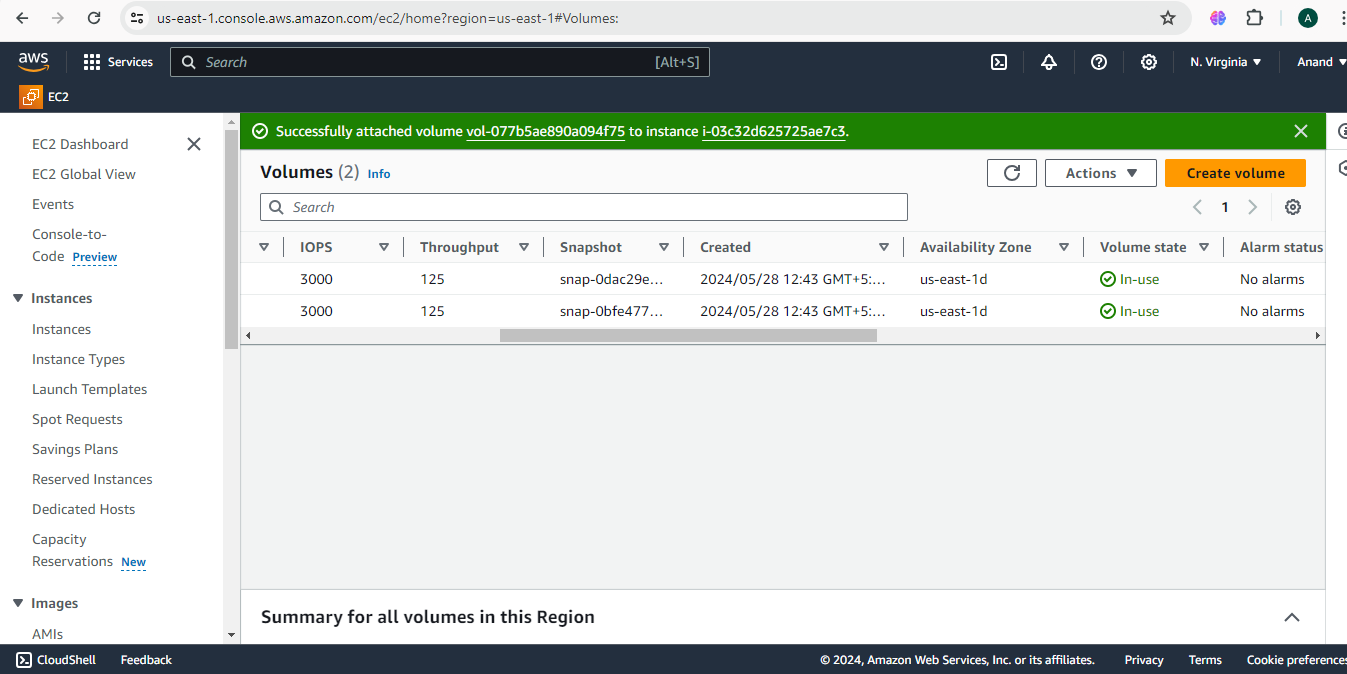 us-east-1.console.aws.amazon.com/ec2/home?region=us-east-1#Volumes:
A
aws
Services
Search
[Alt+S]
N. Virginia
Anand
EC2
EC2 Dashboard
EC2 Global View
Events
Console-to-
Code Preview
Instances
Instances
Instance Types
Launch Templates
Spot Requests
Savings Plans
Reserved Instances
Dedicated Hosts
Capacity
Reservations New
Images
AMIs
Successfully attached volume vol-077b5ae890a094f75 to instance i-03c32d625725ae7c3.
Volumes (2) Info
Actions
Create volume
Search
1
IOPS Throughput Snapshot Created Availability Zone Volume state Alarm status
3000 125 snap-0dac29e... 2024/05/28 12:43 GMT+5:... us-east-1d In-use No alarms
3000 125 snap-0bfe477... 2024/05/28 12:43 GMT+5:... us-east-1d In-use No alarms
Summary for all volumes in this Region
CloudShell Feedback © 2024, Amazon Web Services, Inc. or its affiliates. Privacy Terms Cookie preferences